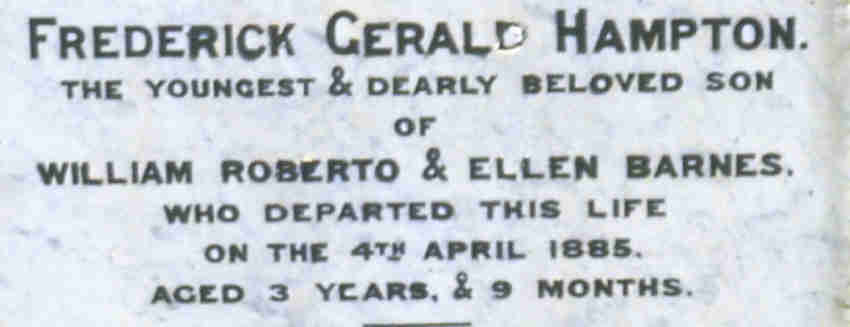 FREDERICK GERALD HAMPTON.
THE YOUNGEST & DEARLY BELOVED SON
OF
WILLIAM ROBERTO & ELLEN BARNES.
WHO DEPARTED THIS LIFE
ON THE 4TH APRIL 1885.
AGED 3 YEARS, & 9 MONTHS.